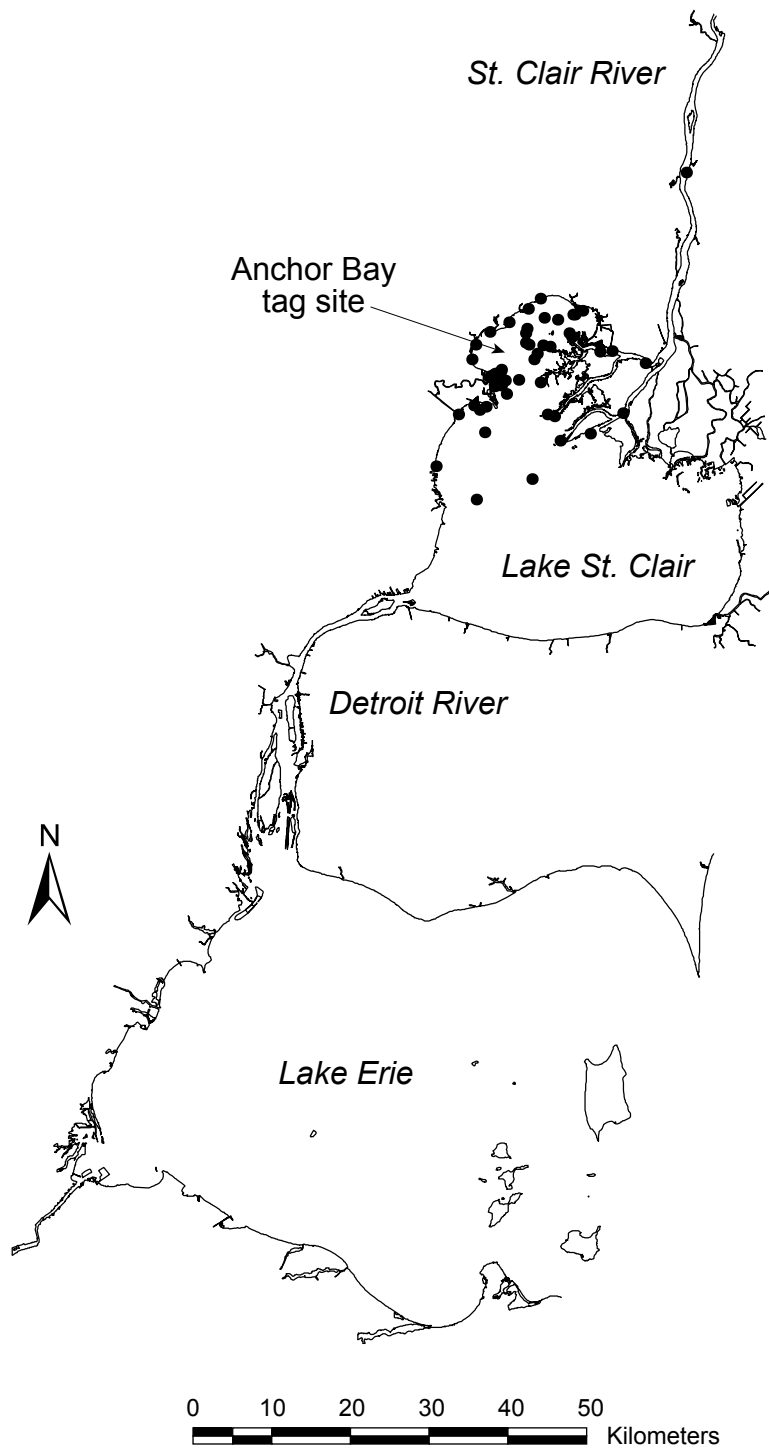 St. Clair River
Anchor Bay
tag site
Lake St. Clair
Detroit River
N
Lake Erie
0 10 20 30 40 50
Kilometers